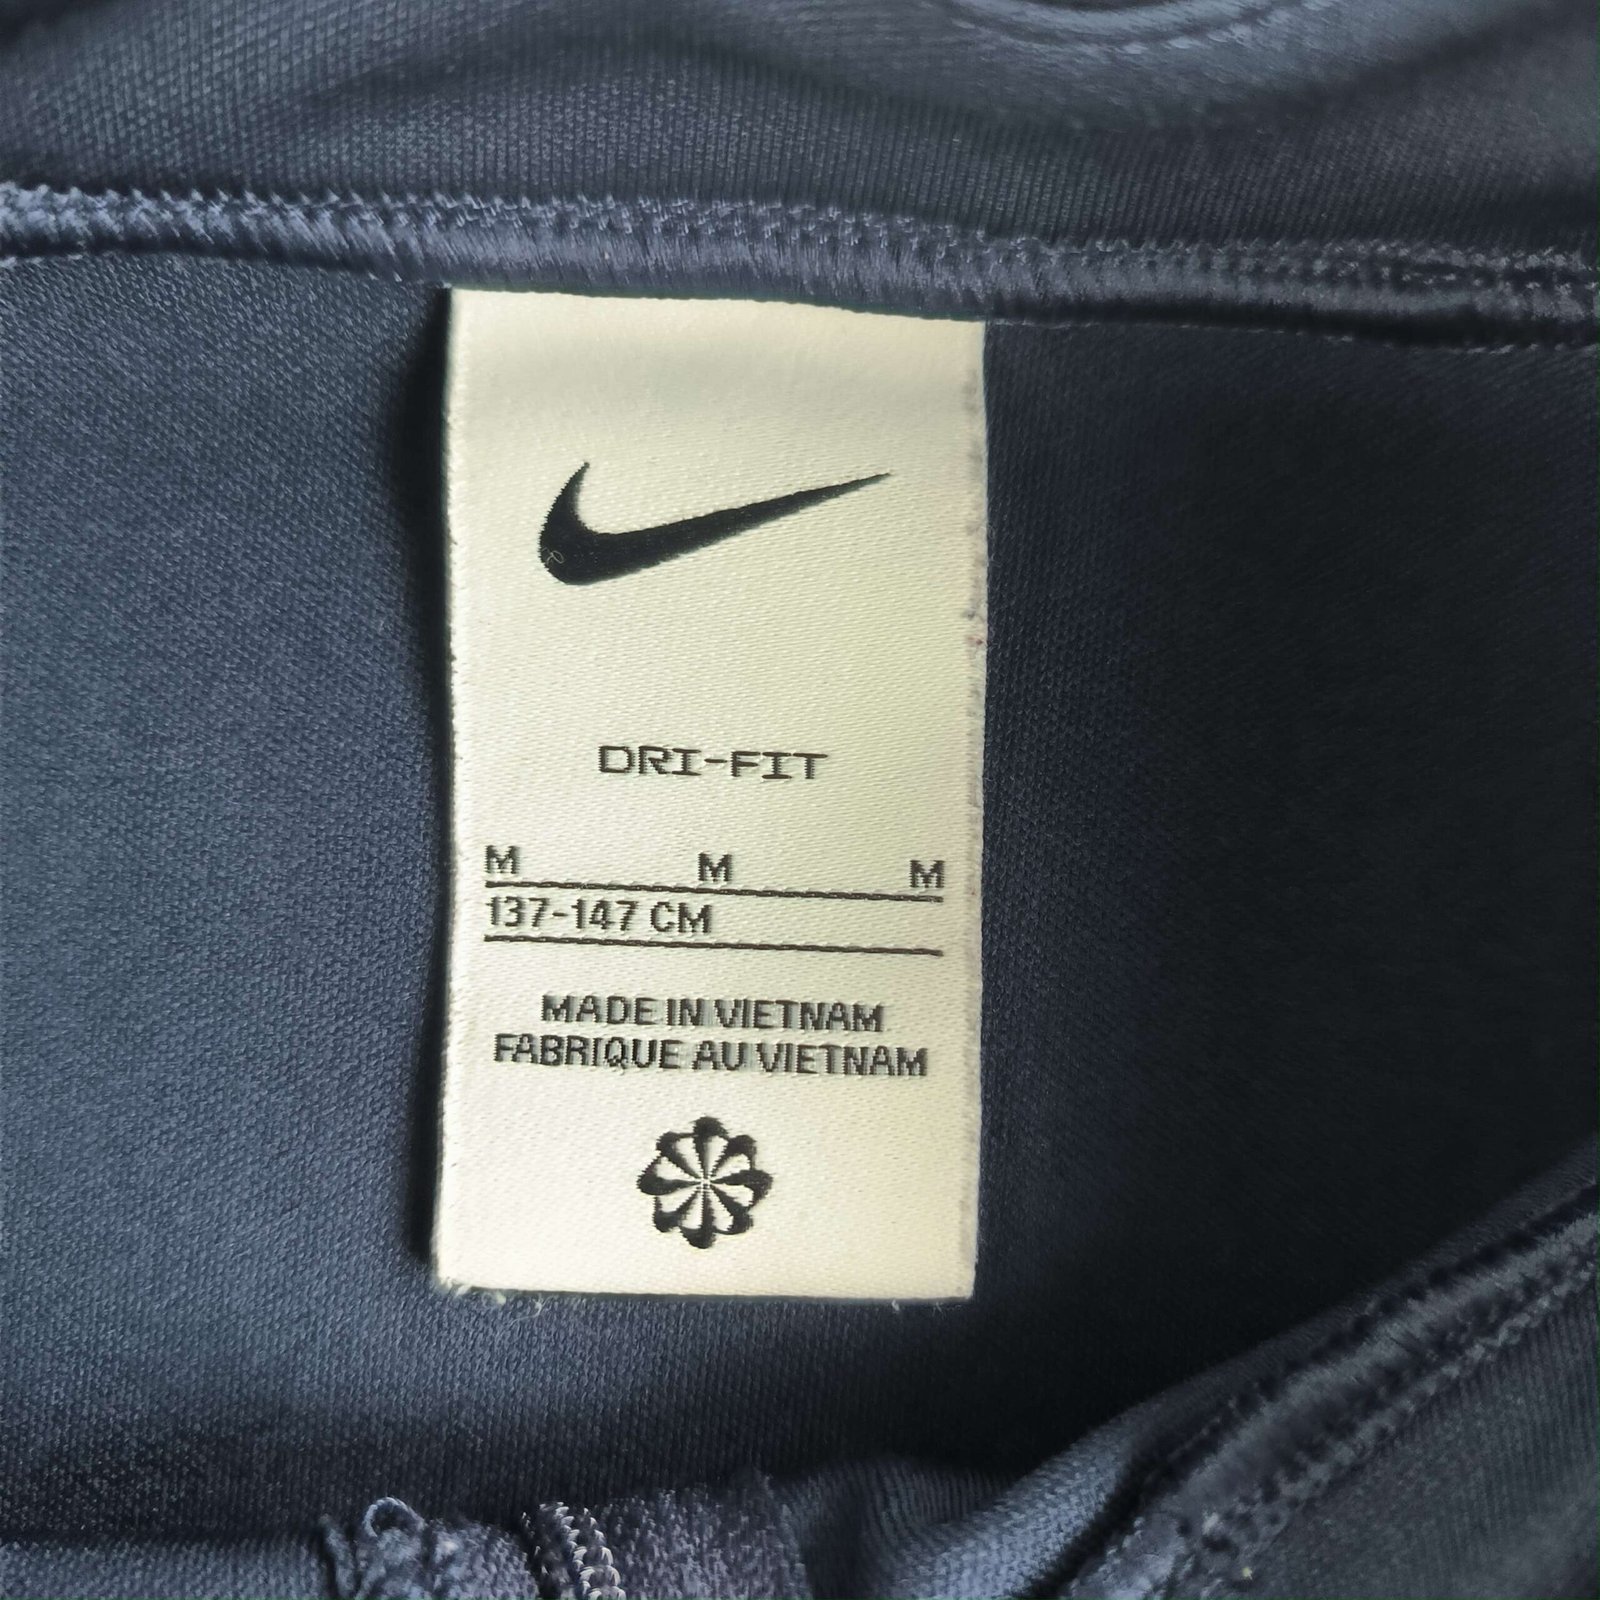 DRI-FIT
M M M
137-147 CM
MADE IN VIETNAM
FABRIQUE AU VIETNAM